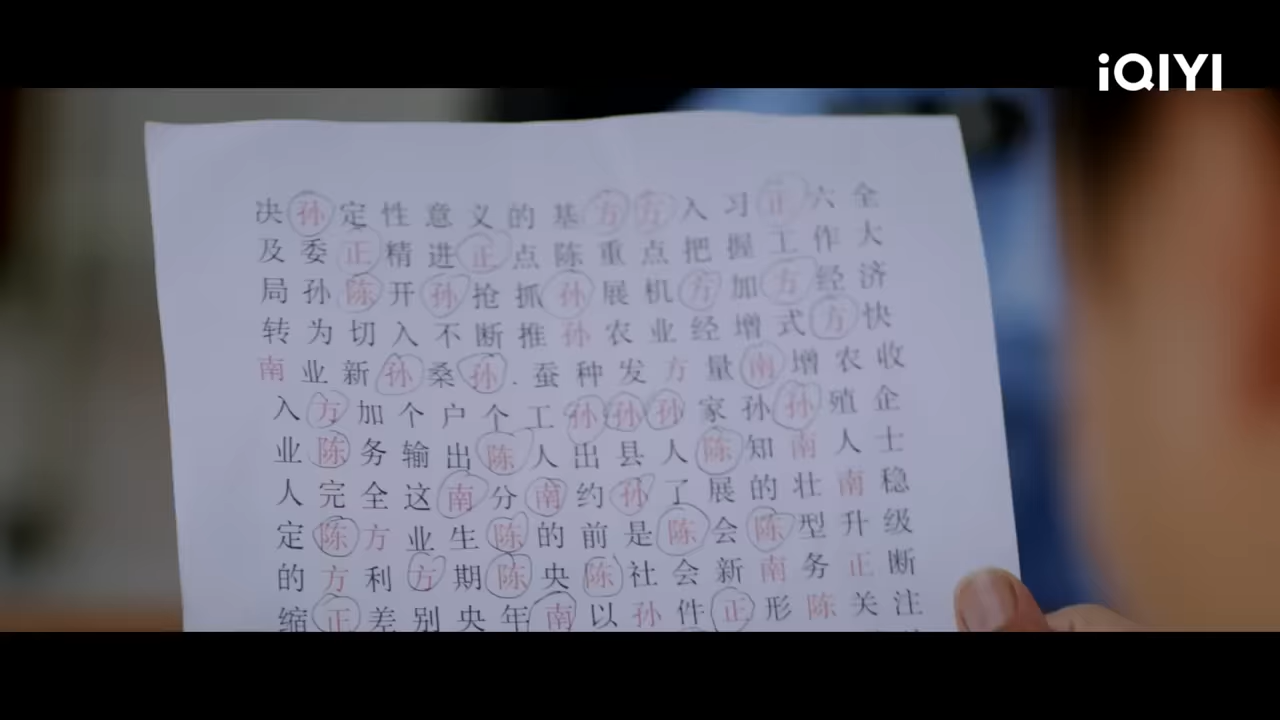 iQIYI
决孙定性意义的基方方入习正六全
及委正精进正点陈重点把握工作大
局孙陈开孙抢抓孙展机方加方经济
转为切入不断推孙农业经增式方快
南业新孙桑孙.蚕种发方量南增农收
入方加个户个工孙孙孙家孙孙殖企
业陈务输出陈人出县人陈知南人士
人完全这南分南约孙了展的壮南稳
定陈方业生陈的前是陈会陈型升级
的方利方期陈央陈社会新南务正断
缩正差别央年南以孙件正形陈关注